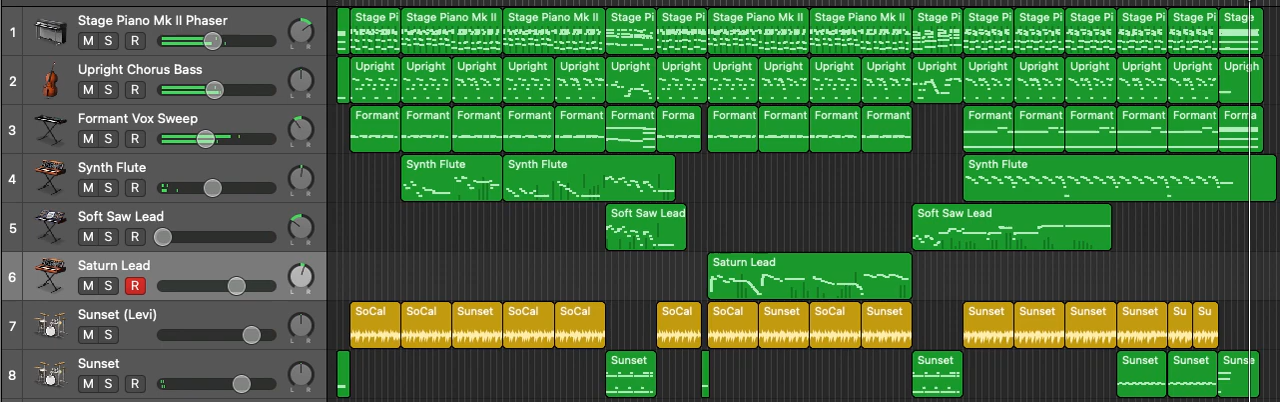 1 Stage Piano Mk II Phaser
M S R L R
Stage Pi Stage Piano Mk II Stage Piano Mk II Stage Pi Stage Pi Stage Piano Mk II Stage Piano Mk II Stage Pi Stage Pi Stage Pi Stage Pi Stage Pi Stage Pi Stage
2 Upright Chorus Bass
M S R L R
Upright Upright Upright Upright Upright Upright Upright Upright Upright Upright Upright Upright Upright Upright Upright Upright Upright Upright
3 Formant Vox Sweep
M S R L R
Formant Formant Formant Formant Formant Formant Forma Formant Formant Formant Formant Formant Formant Formant Formant Formant Forma
4 Synth Flute
M S R L R
Synth Flute Synth Flute Synth Flute
5 Soft Saw Lead
M S R L R
Soft Saw Lead Soft Saw Lead
6 Saturn Lead
M S R L R
Saturn Lead
7 Sunset (Levi)
M S L R
SoCal SoCal Sunset SoCal SoCal SoCal SoCal Sunset SoCal Sunset Sunset Sunset Sunset Sunset Su Su
8 Sunset
M S R L R
Sunset Sunset Sunset Sunset Sunse